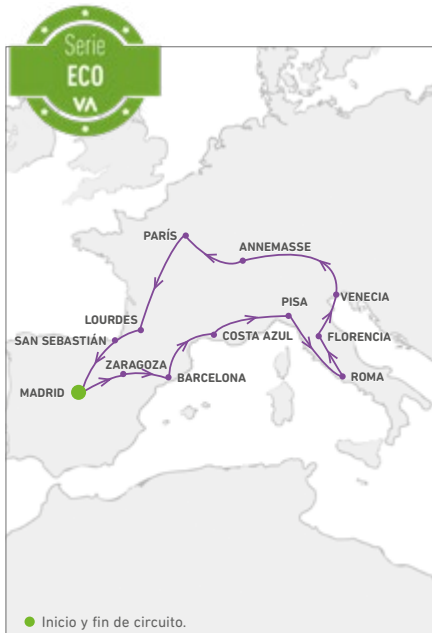 Serie
ECO
VA
PARÍS
ANNEMASSE
LOURDES
PISA
VENECIA
SAN SEBASTIÁN
COSTA AZUL
FLORENCIA
ZARAGOZA
BARCELONA
ROMA
MADRID
Inicio y fin de circuito.